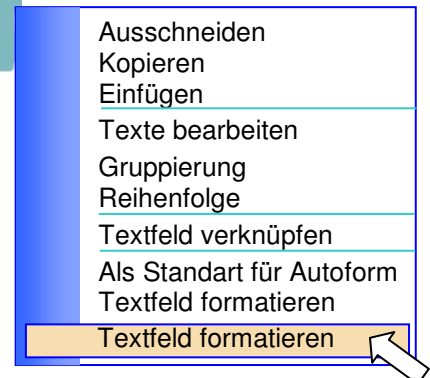 Ausschneiden
Kopieren
Einfügen
Texte bearbeiten
Gruppierung
Reihenfolge
Textfeld verknüpfen
Als Standart für Autoform
Textfeld formatieren
Textfeld formatieren